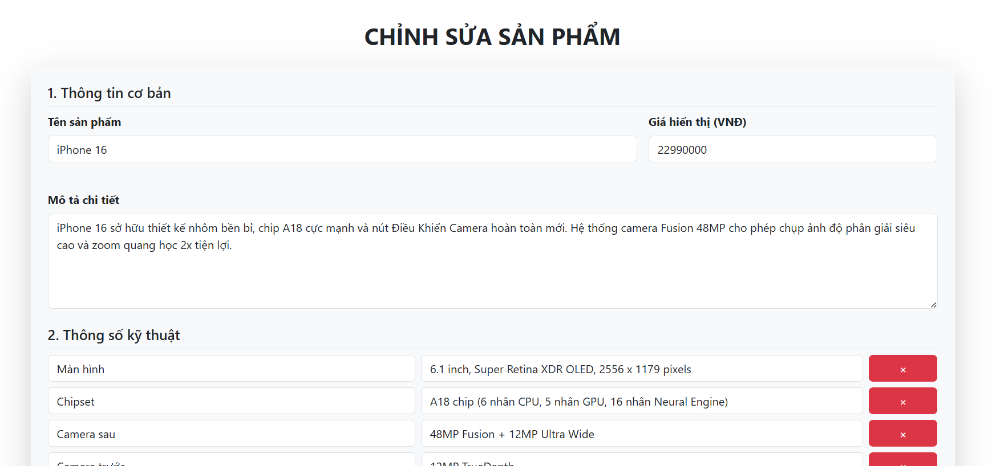 CHỈNH SỬA SẢN PHẨM
1. Thông tin cơ bản
Tên sản phẩm
Giá hiển thị (VNĐ)
iPhone 16
22990000
Mô tả chi tiết
iPhone 16 sở hữu thiết kế nhôm bền bỉ, chip A18 cực mạnh và nút Điều Khiển Camera hoàn toàn mới. Hệ thống camera Fusion 48MP cho phép chụp ảnh độ phân giải siêu
cao và zoom quang học 2x tiện lợi.
2. Thông số kỹ thuật
Màn hình
6.1 inch, Super Retina XDR OLED, 2556 x 1179 pixels
×
Chipset
A18 chip (6 nhân CPU, 5 nhân GPU, 16 nhân Neural Engine)
×
Camera sau
48MP Fusion + 12MP Ultra Wide
×
Camera trước
12MP TrueDepth
×